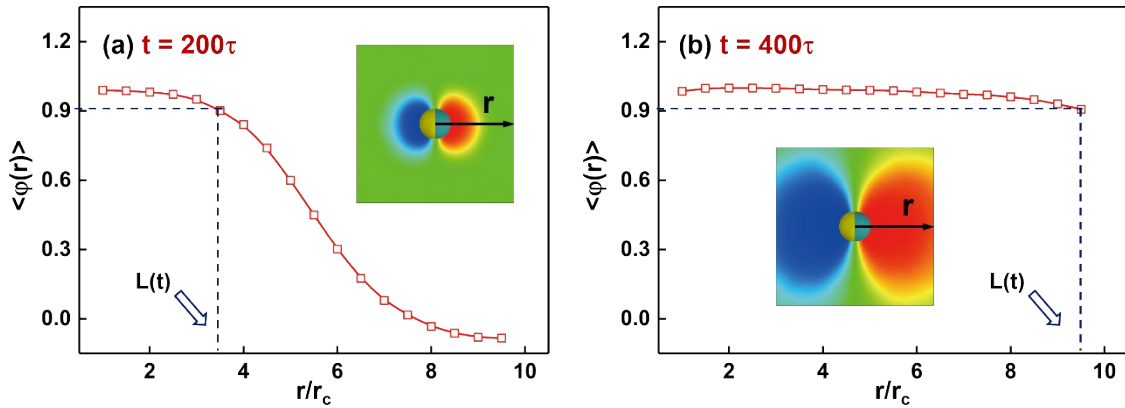 (a) t = 200τ
1.2
0.9
0.6
0.3
0.0
<φ(r)>
r
L(t)
2 4 6 8 10
r/rc
(b) t = 400τ
1.2
0.9
0.6
0.3
0.0
<φ(r)>
r
L(t)
2 4 6 8 10
r/rc